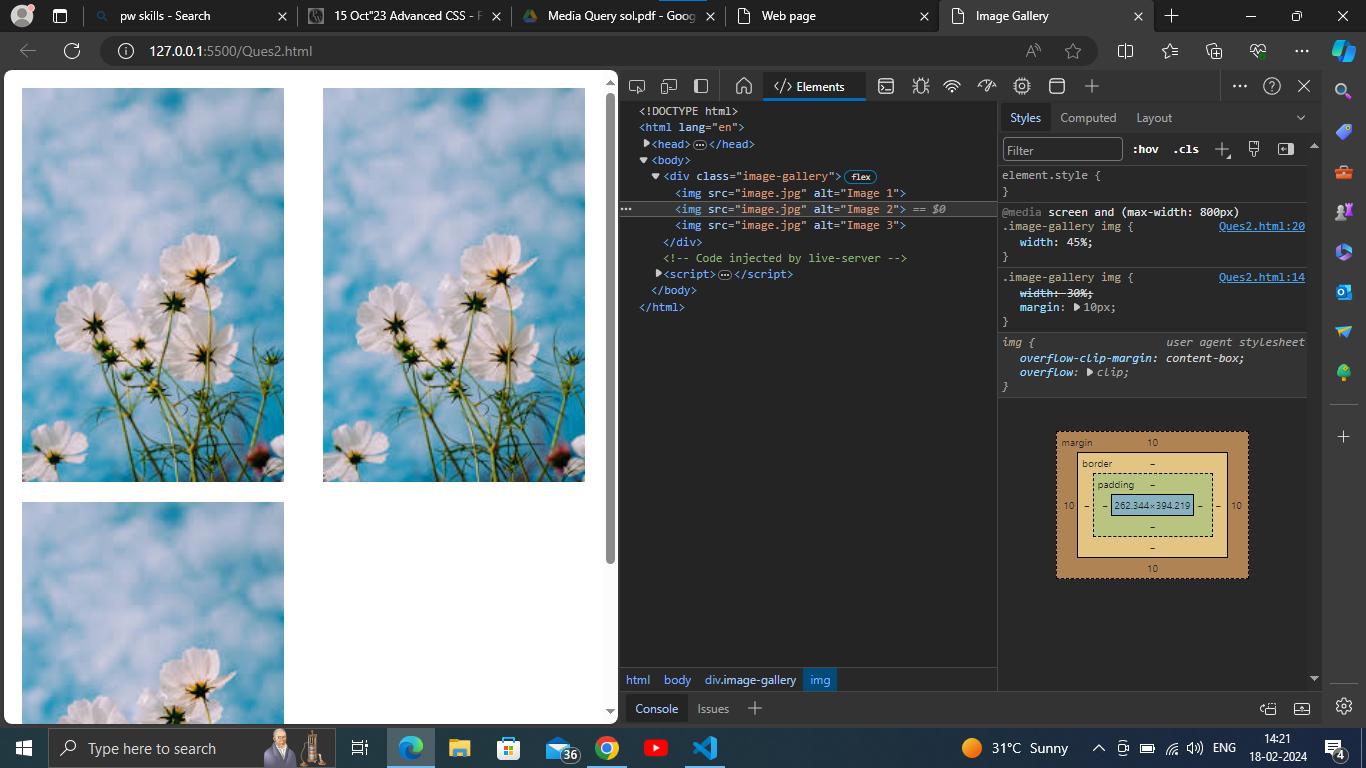 pw skills - Search
15 Oct"23 Advanced CSS - F
Media Query sol.pdf - Goog
Web page
Image Gallery
127.0.0.1:5500/Ques2.html
Elements
<!DOCTYPE html>
<html lang="en">
<head> </head>
<body>
<div class="image-gallery"> flex
<img src="image.jpg" alt="Image 1">
<img src="image.jpg" alt="Image 2"> == $0
<img src="image.jpg" alt="Image 3">
</div>
<!-- Code injected by live-server -->
<script> </script>
</body>
</html>
html body div.image-gallery img
Styles Computed Layout
Filter :hov .cls
element.style {
}
@media screen and (max-width: 800px)
.image-gallery img { Ques2.html:20
width: 45%;
}
.image-gallery img { Ques2.html:14
width: 30%;
margin: 10px;
}
img { user agent stylesheet
overflow-clip-margin: content-box;
overflow: clip;
}
margin 10
border –
padding –
10 – – 262.344×394.219 – – 10
–
–
10
Console Issues
Type here to search
36
31°C Sunny
ENG
14:21
18-02-2024
4